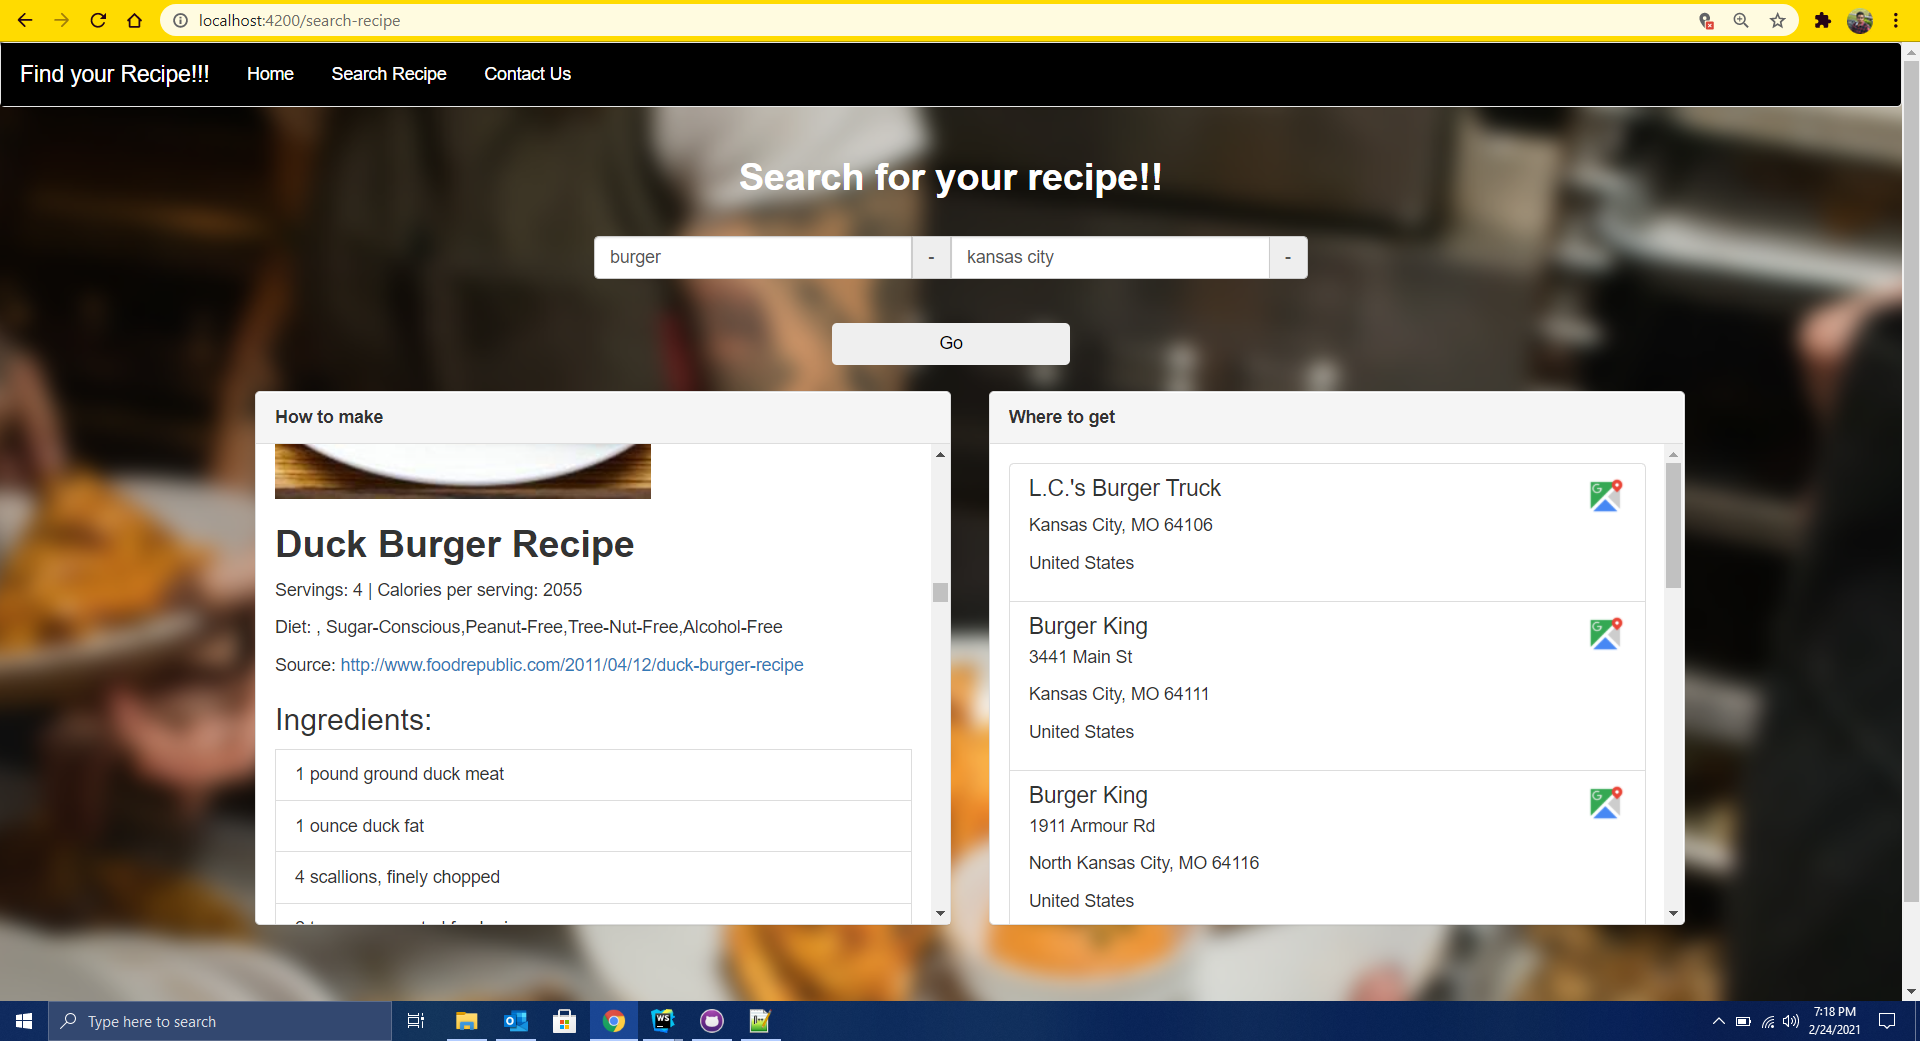 localhost:4200/search-recipe
Find your Recipe!!! Home Search Recipe Contact Us
Search for your recipe!!
burger - kansas city -
Go
How to make
Duck Burger Recipe
Servings: 4 | Calories per serving: 2055
Diet: , Sugar-Conscious,Peanut-Free,Tree-Nut-Free,Alcohol-Free
Source: http://www.foodrepublic.com/2011/04/12/duck-burger-recipe
Ingredients:
1 pound ground duck meat
1 ounce duck fat
4 scallions, finely chopped
Where to get
L.C.'s Burger Truck
Kansas City, MO 64106
United States
Burger King
3441 Main St
Kansas City, MO 64111
United States
Burger King
1911 Armour Rd
North Kansas City, MO 64116
United States
Type here to search
WS
7:18 PM
2/24/2021